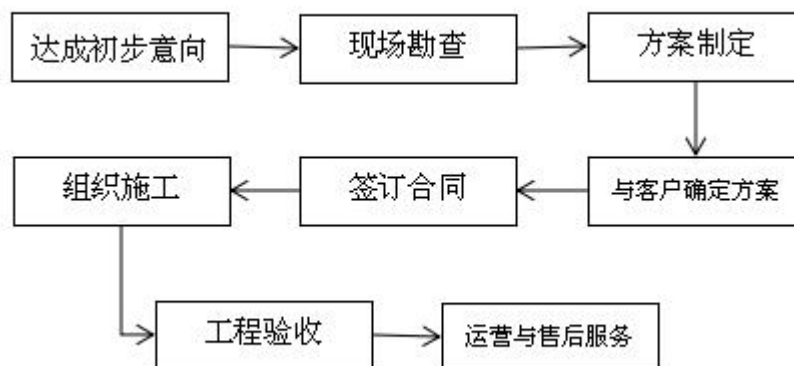 达成初步意向
现场勘查
方案制定
与客户确定方案
签订合同
组织施工
工程验收
运营与售后服务